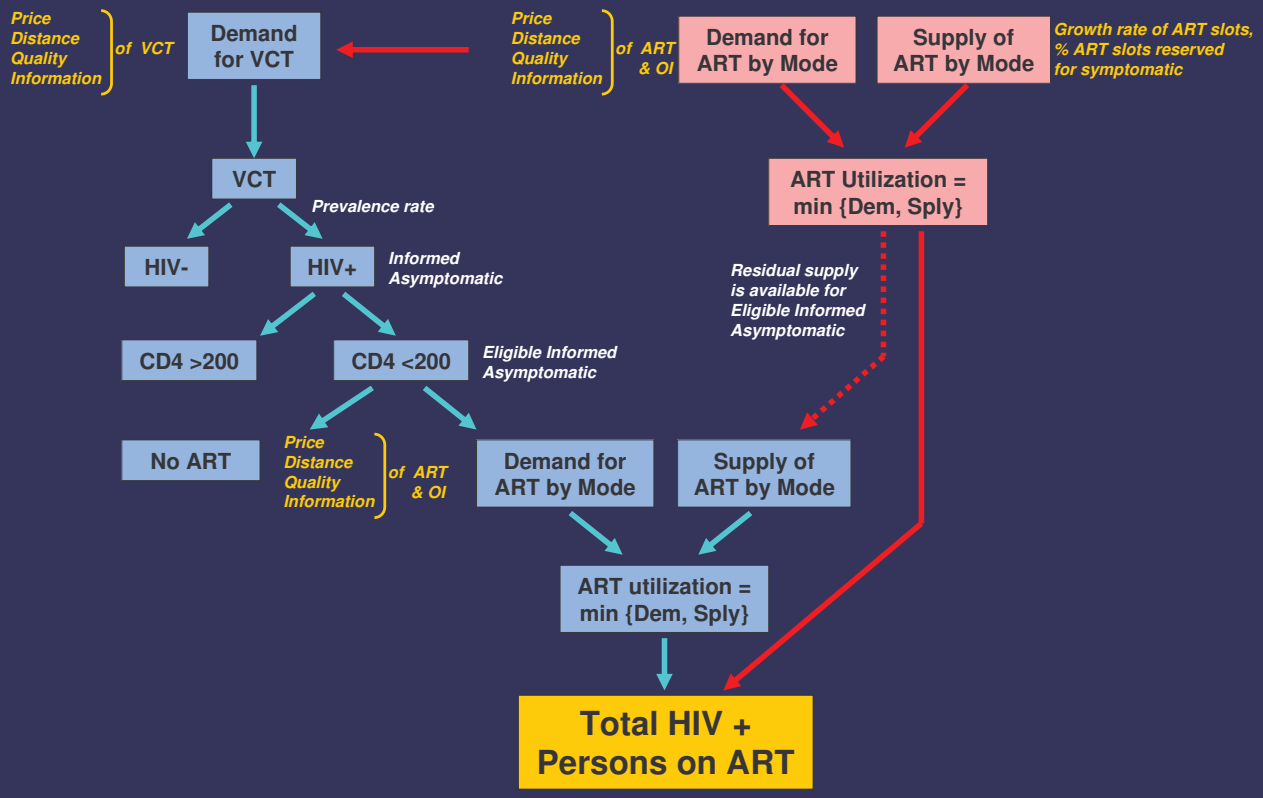 Price
Distance
Quality
Information
of VCT
Demand
for VCT
Price
Distance
Quality
Information
of ART
& OI
Demand for
ART by Mode
Supply of
ART by Mode
Growth rate of ART slots,
% ART slots reserved
for symptomatic
VCT
Prevalence rate
ART Utilization =
min {Dem, Sply}
HIV-
HIV+
Informed
Asymptomatic
Residual supply
is available for
Eligible Informed
Asymptomatic
CD4 >200
CD4 <200
Eligible Informed
Asymptomatic
No ART
Price
Distance
Quality
Information
of ART
& OI
Demand for
ART by Mode
Supply of
ART by Mode
ART utilization =
min {Dem, Sply}
Total HIV +
Persons on ART